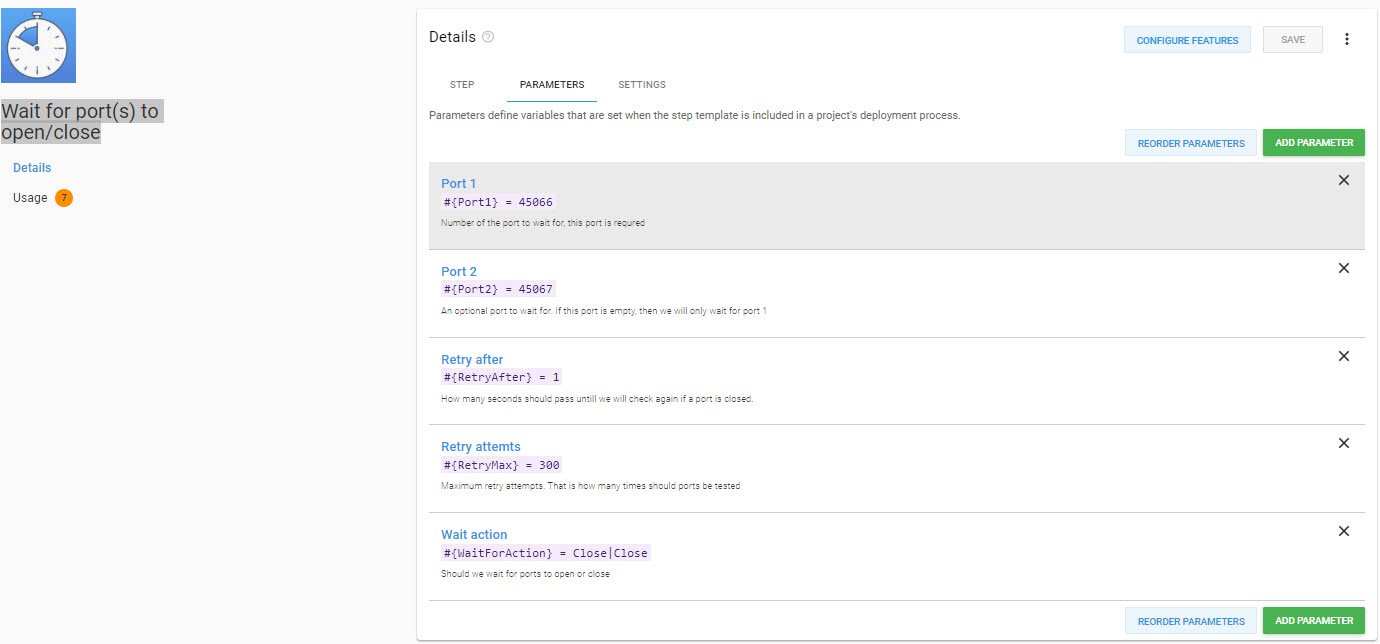 Wait for port(s) to
open/close
Details
Usage 7
Details
CONFIGURE FEATURES
SAVE
STEP PARAMETERS SETTINGS
Parameters define variables that are set when the step template is included in a project's deployment process.
REORDER PARAMETERS ADD PARAMETER
Port 1
#{Port1} = 45066
Number of the port to wait for, this port is requred
Port 2
#{Port2} = 45067
An optional port to wait for. If this port is empty, then we will only wait for port 1
Retry after
#{RetryAfter} = 1
How many seconds should pass untill we will check again if a port is closed.
Retry attemts
#{RetryMax} = 300
Maximum retry attempts. That is how many times should ports be tested
Wait action
#{WaitForAction} = Close|Close
Should we wait for ports to open or close
REORDER PARAMETERS ADD PARAMETER